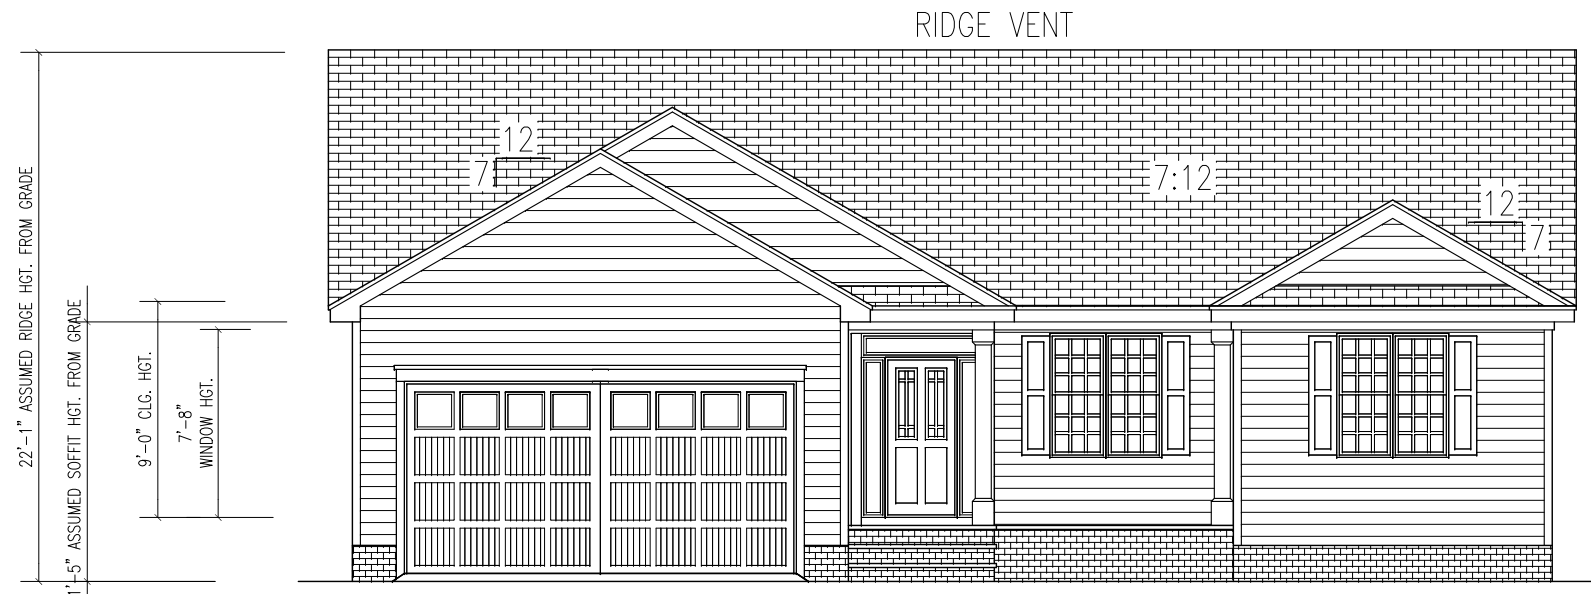 RIDGE VENT
12
7
7:12
12
7
22'-1" ASSUMED RIDGE HGT. FROM GRADE
1'-5" ASSUMED SOFFIT HGT. FROM GRADE
9'-0" CLG. HGT.
7'-8"
WINDOW HGT.